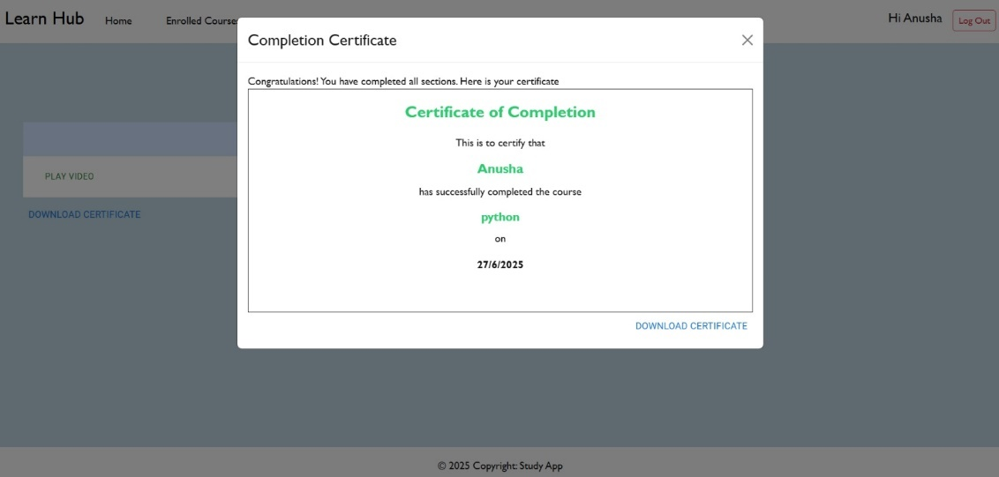 Learn Hub
Home
Enrolled Course
Hi Anusha
Log Out
Completion Certificate
Congratulations! You have completed all sections. Here is your certificate
Certificate of Completion
This is to certify that
Anusha
has successfully completed the course
python
on
27/6/2025
DOWNLOAD CERTIFICATE
PLAY VIDEO
DOWNLOAD CERTIFICATE
© 2025 Copyright: Study App